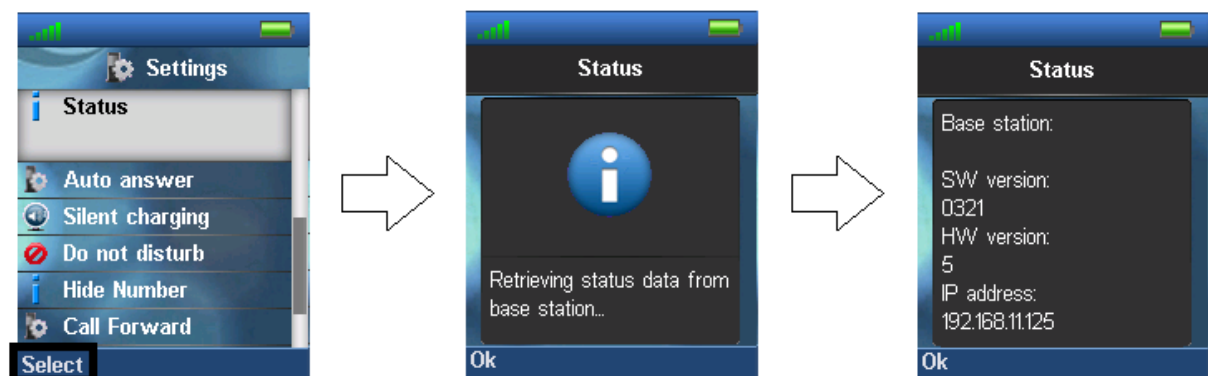 Settings
Status
Auto answer
Silent charging
Do not disturb
Hide Number
Call Forward
Select
Status
Retrieving status data from
base station...
Ok
Status
Base station:
SW version:
0321
HW version:
5
IP address:
192.168.11.125
Ok